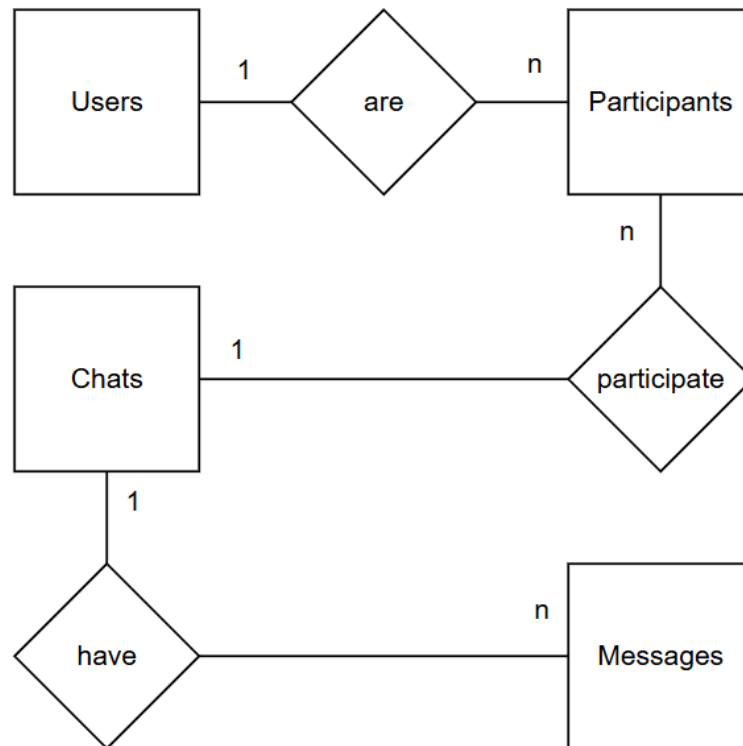 Users
1
are
n
Participants
n
Chats
1
participate
1
have
n
Messages